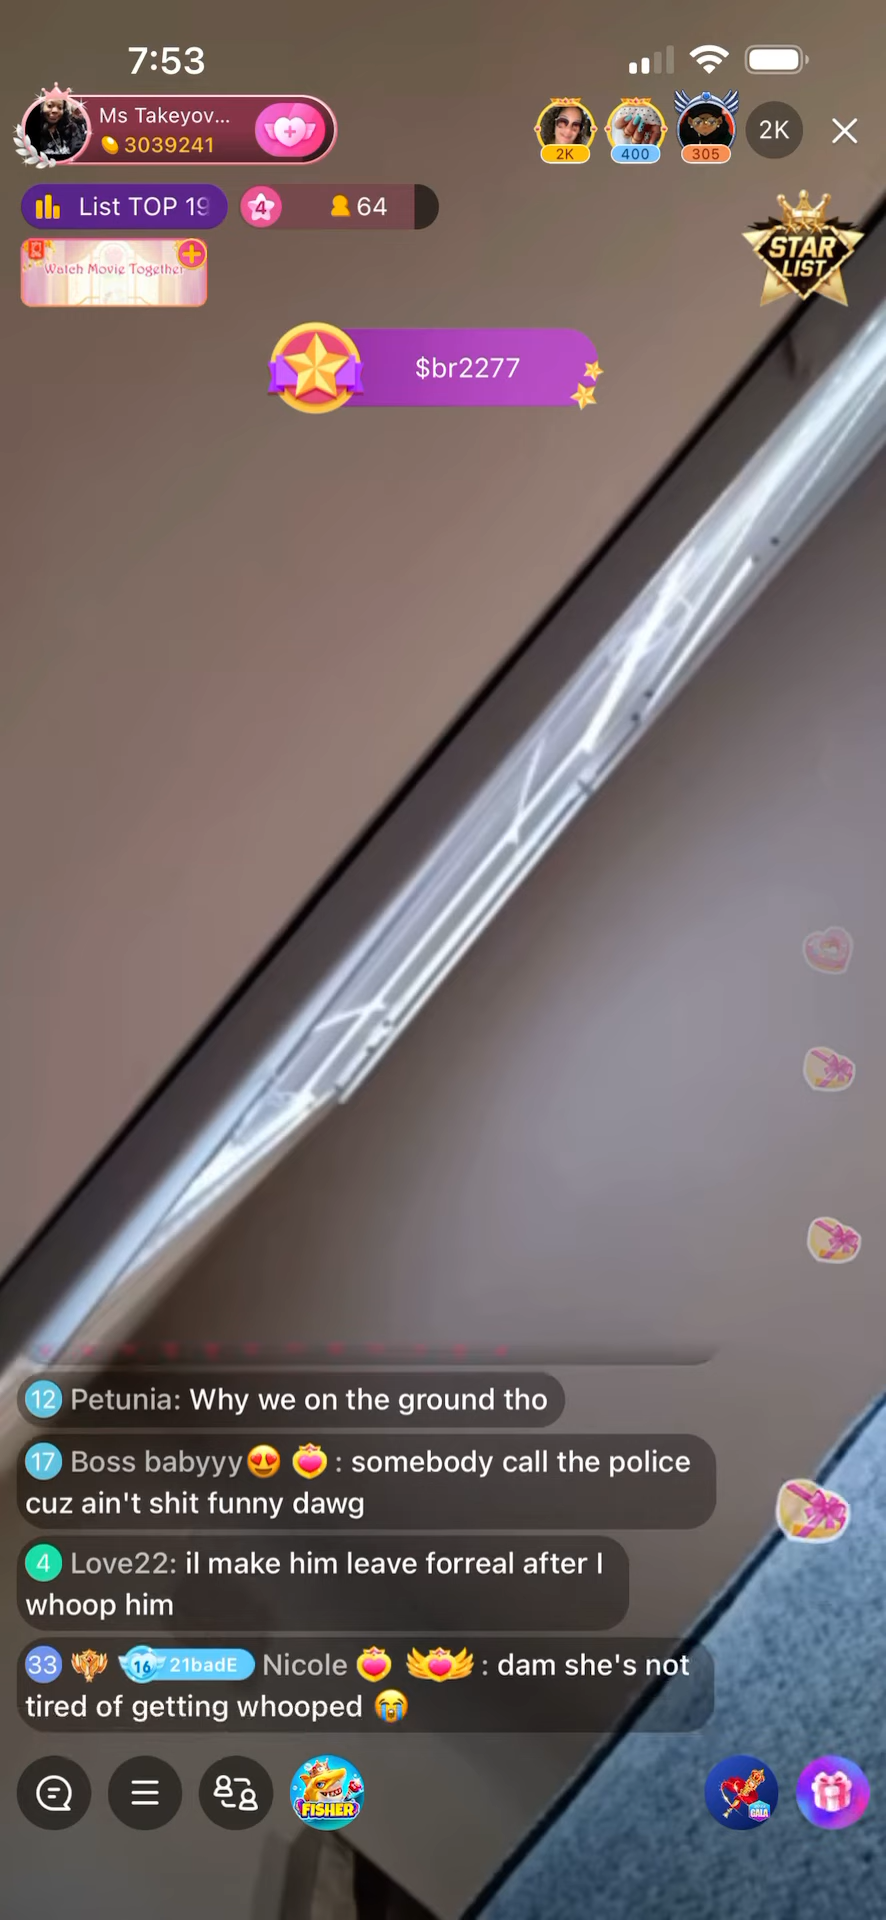 7:53
Ms Takeyov...
3039241
2K
400
305
2K
List TOP 19
4
64
Watch Movie Together
STAR
LIST
$br2277
12 Petunia: Why we on the ground tho
17 Boss babyyy😍 : somebody call the police
cuz ain't shit funny dawg
4 Love22: il make him leave forreal after I
whoop him
33 16 21badE Nicole : dam she's not
tired of getting whooped 😭
FISHER
GALA